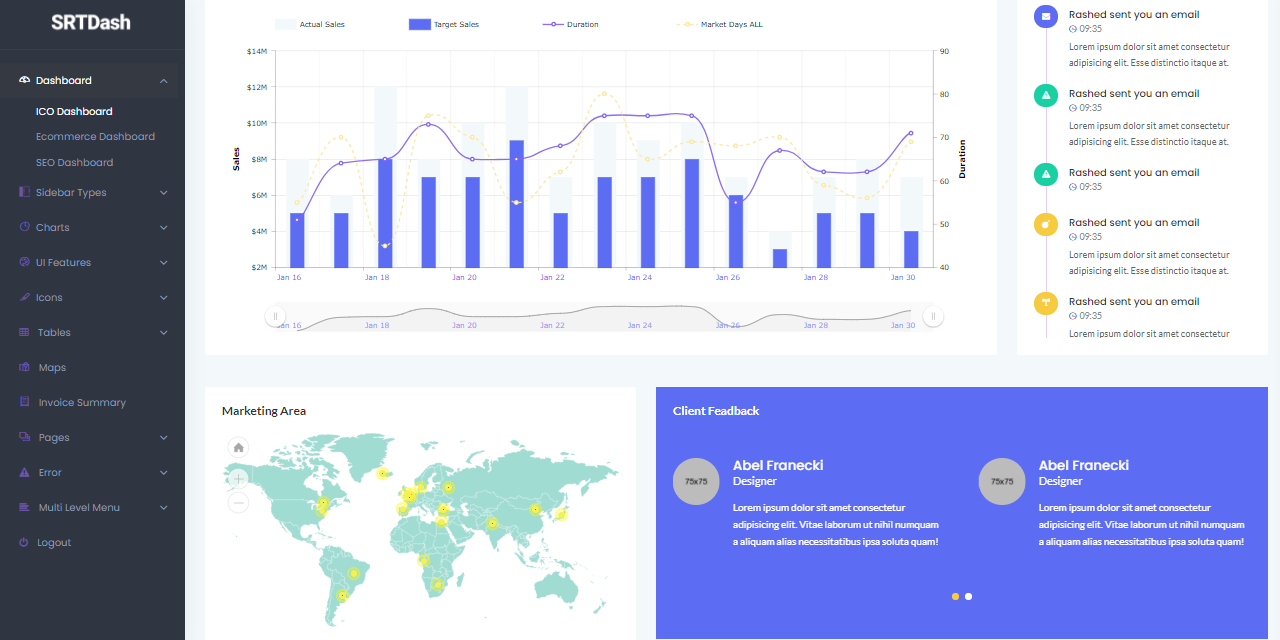 SRTDash
Dashboard
ICO Dashboard
Ecommerce Dashboard
SEO Dashboard
Sidebar Types
Charts
UI Features
Icons
Tables
Maps
Invoice Summary
Pages
Error
Multi Level Menu
Logout
Actual Sales
Target Sales
Duration
Market Days ALL
$14M
$12M
$10M
$8M
$6M
$4M
$2M
Sales
90
80
70
60
50
40
Duration
Jan 16
Jan 18
Jan 20
Jan 22
Jan 24
Jan 26
Jan 28
Jan 30
Jan 16
Jan 18
Jan 20
Jan 22
Jan 24
Jan 26
Jan 28
Jan 30
Rashed sent you an email
09:35
Lorem ipsum dolor sit amet consectetur
adipisicing elit. Esse distinctio itaque at.
Rashed sent you an email
09:35
Lorem ipsum dolor sit amet consectetur
adipisicing elit. Esse distinctio itaque at.
Rashed sent you an email
09:35
Rashed sent you an email
09:35
Lorem ipsum dolor sit amet consectetur
adipisicing elit. Esse distinctio itaque at.
Rashed sent you an email
09:35
Lorem ipsum dolor sit amet consectetur
Marketing Area
Client Feadback
75x75
Abel Franecki
Designer
Lorem ipsum dolor sit amet consectetur
adipisicing elit. Vitae laborum ut nihil numquam
a aliquam alias necessitatibus ipsa soluta quam!
75x75
Abel Franecki
Designer
Lorem ipsum dolor sit amet consectetur
adipisicing elit. Vitae laborum ut nihil numquam
a aliquam alias necessitatibus ipsa soluta quam!